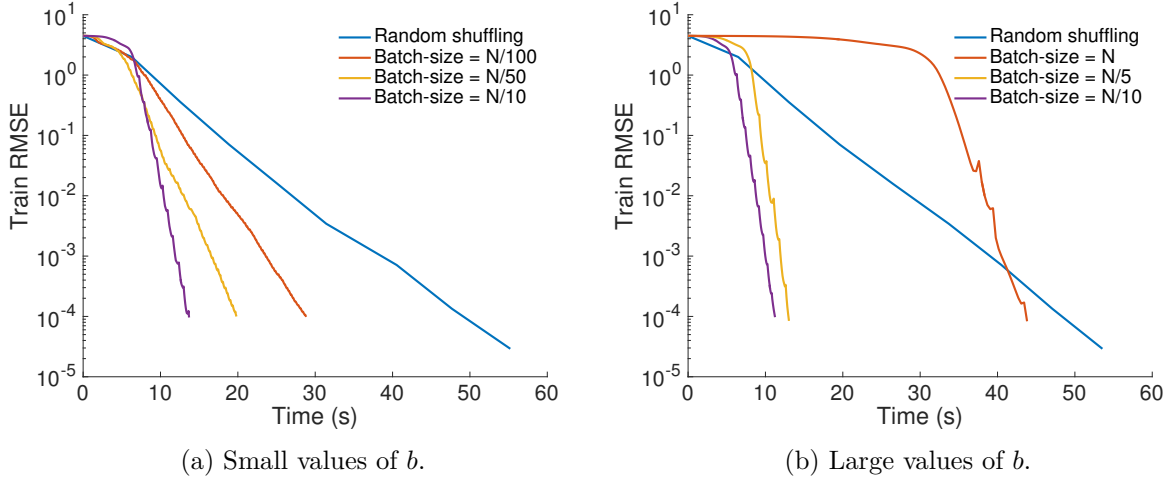 Train RMSE
10^1
10^0
10^-1
10^-2
10^-3
10^-4
10^-5
0 10 20 30 40 50 60
Time (s)
Random shuffling
Batch-size = N/100
Batch-size = N/50
Batch-size = N/10
(a) Small values of b.
Train RMSE
10^1
10^0
10^-1
10^-2
10^-3
10^-4
10^-5
0 10 20 30 40 50 60
Time (s)
Random shuffling
Batch-size = N
Batch-size = N/5
Batch-size = N/10
(b) Large values of b.